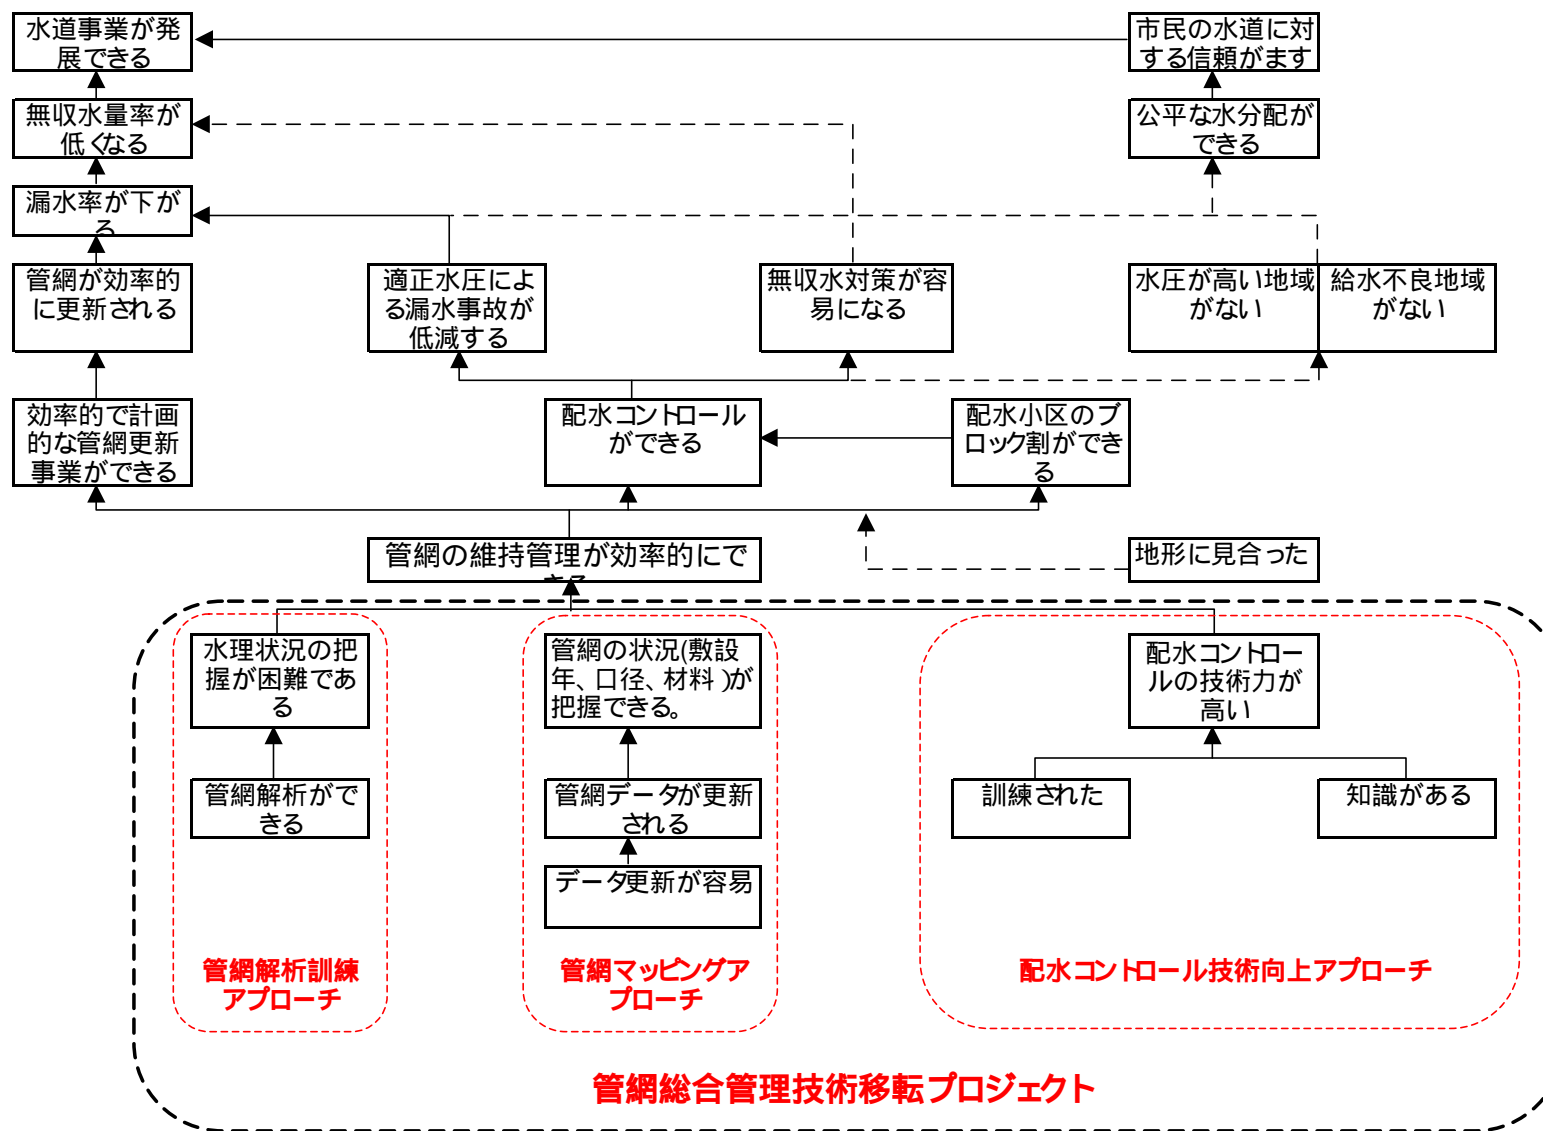 水道事業が発
展できる
市民の水道に対
する信頼がます
無収水量率が
低くなる
公平な水分配が
できる
漏水率が下が
る
管網が効率的
に更新される
適正水圧によ
る漏水事故が
低減する
無収水対策が容
易になる
水圧が高い地域
がない
給水不良地域
がない
効率的で計画
的な管網更新
事業ができる
配水コントロール
ができる
配水小区のブ
ロック割ができ
る
管網の維持管理が効率的にで
きる
地形に見合った
水理状況の把
握が困難であ
る
管網の状況(敷設
年、口径、材料)が
把握できる。
配水コントロー
ルの技術力が
高い
管網解析がで
きる
管網データが更新
される
訓練された
知識がある
データ更新が容易
管網解析訓練
アプローチ
管網マッピングア
プローチ
配水コントロール技術向上アプローチ
管網総合管理技術移転プロジェクト